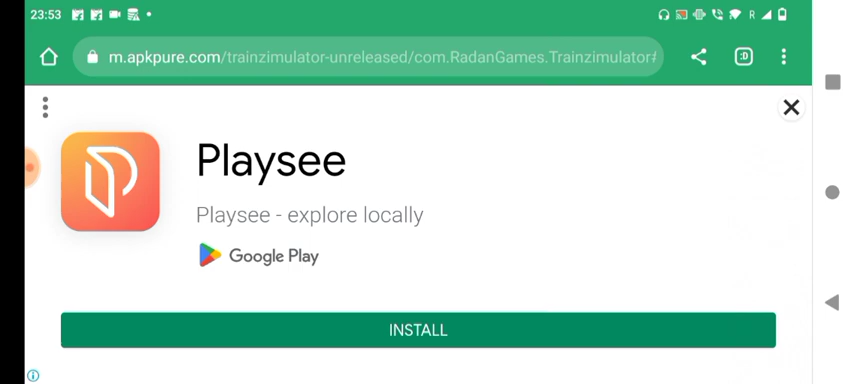 23:53
R
m.apkpure.com/trainzimulator-unreleased/com.RadanGames.Trainzimulator#
:D
Playsee
Playsee - explore locally
Google Play
INSTALL